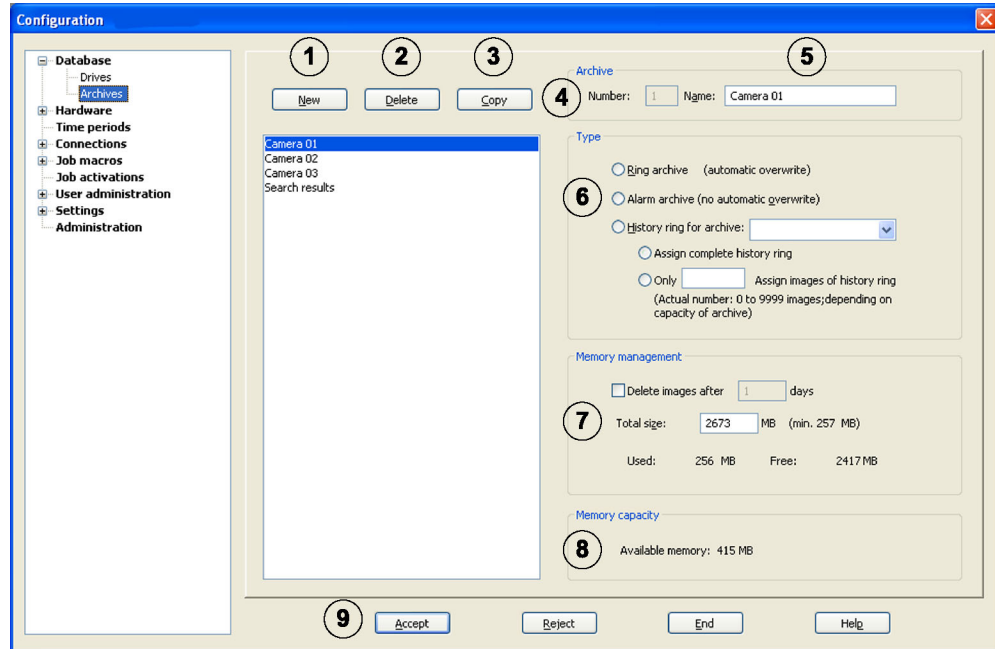 Configuration
Database
Drives
Archives
Hardware
Time periods
Connections
Job macros
Job activations
User administration
Settings
Administration
1
2
3
New
Delete
Copy
4
5
Archive
Number: 1 Name: Camera 01
Camera 01
Camera 02
Camera 03
Search results
6
Type
Ring archive (automatic overwrite)
Alarm archive (no automatic overwrite)
History ring for archive:
Assign complete history ring
Only Assign images of history ring
(Actual number: 0 to 9999 images;depending on
capacity of archive)
7
Memory management
Delete images after 1 days
Total size: 2673 MB (min. 257 MB)
Used: 256 MB Free: 2417 MB
8
Memory capacity
Available memory: 415 MB
9
Accept
Reject
End
Help